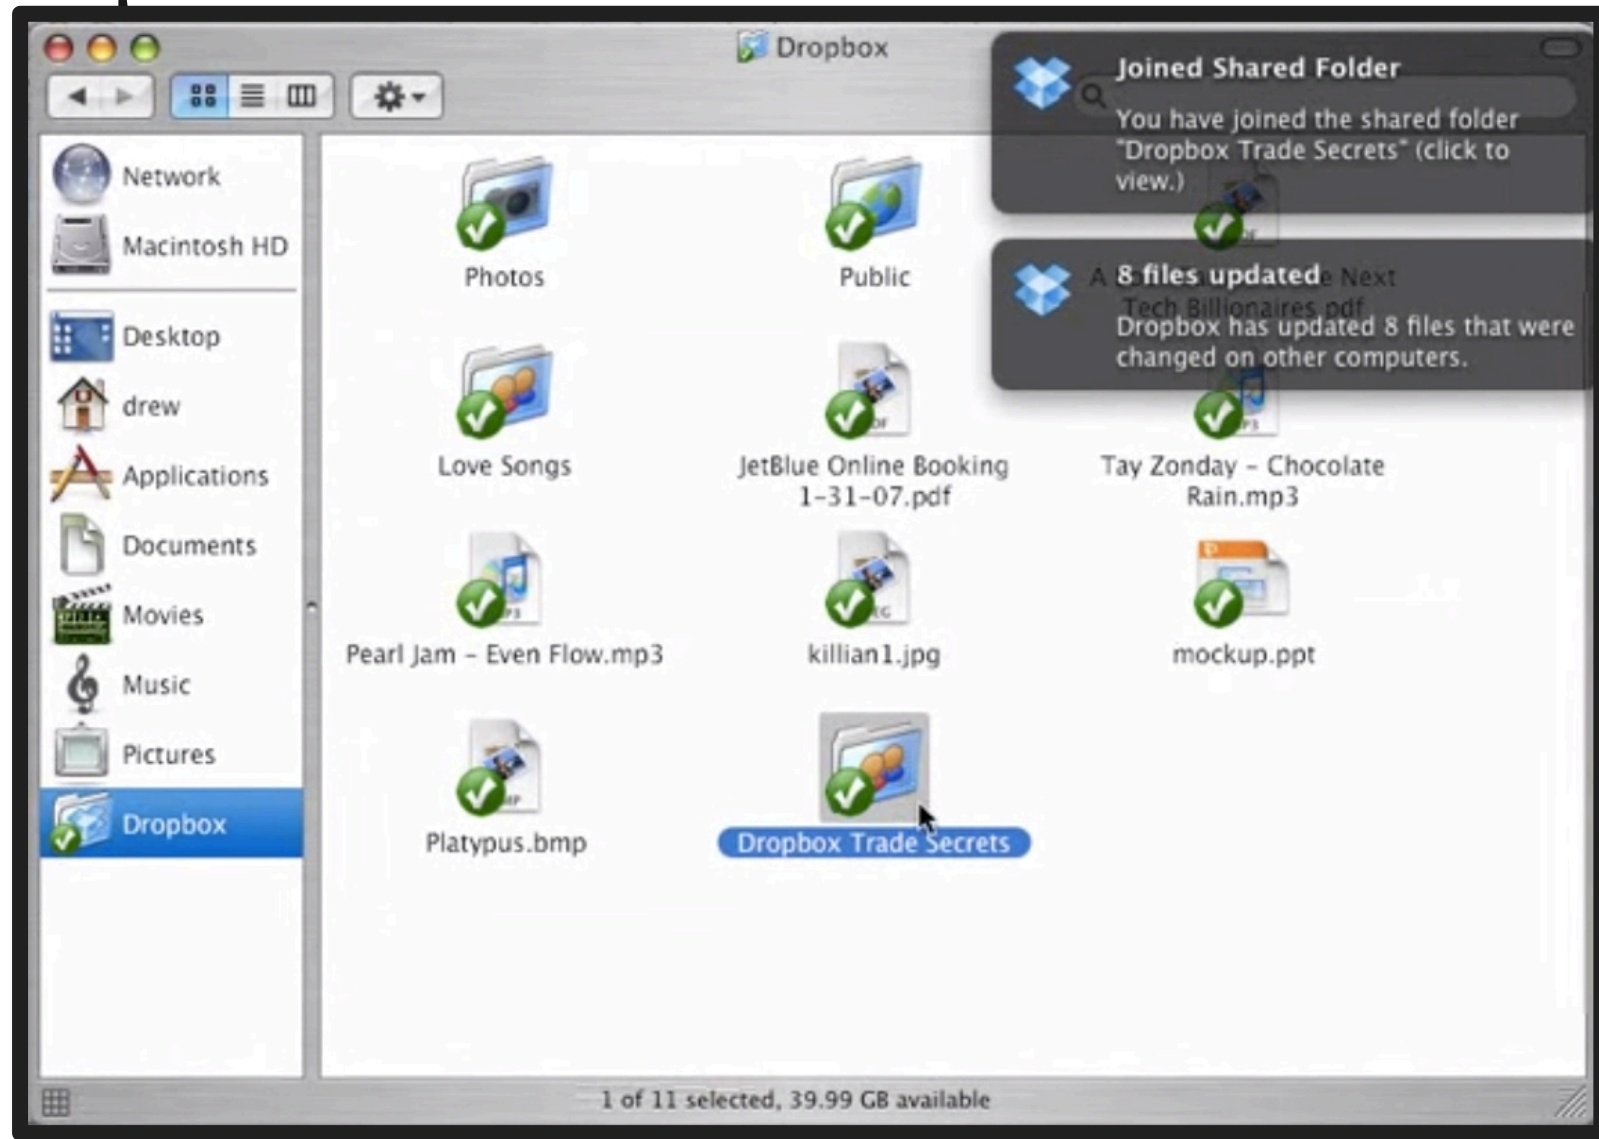 Dropbox
Joined Shared Folder
You have joined the shared folder
"Dropbox Trade Secrets" (click to
view.)
8 files updated
Dropbox has updated 8 files that were
changed on other computers.
Network
Macintosh HD
Desktop
drew
Applications
Documents
Movies
Music
Pictures
Dropbox
Photos
Public
A
Next
Tech Billionaires.pdf
Love Songs
JetBlue Online Booking
1-31-07.pdf
Tay Zonday - Chocolate
Rain.mp3
Pearl Jam - Even Flow.mp3
killian1.jpg
mockup.ppt
Platypus.bmp
Dropbox Trade Secrets
1 of 11 selected, 39.99 GB available